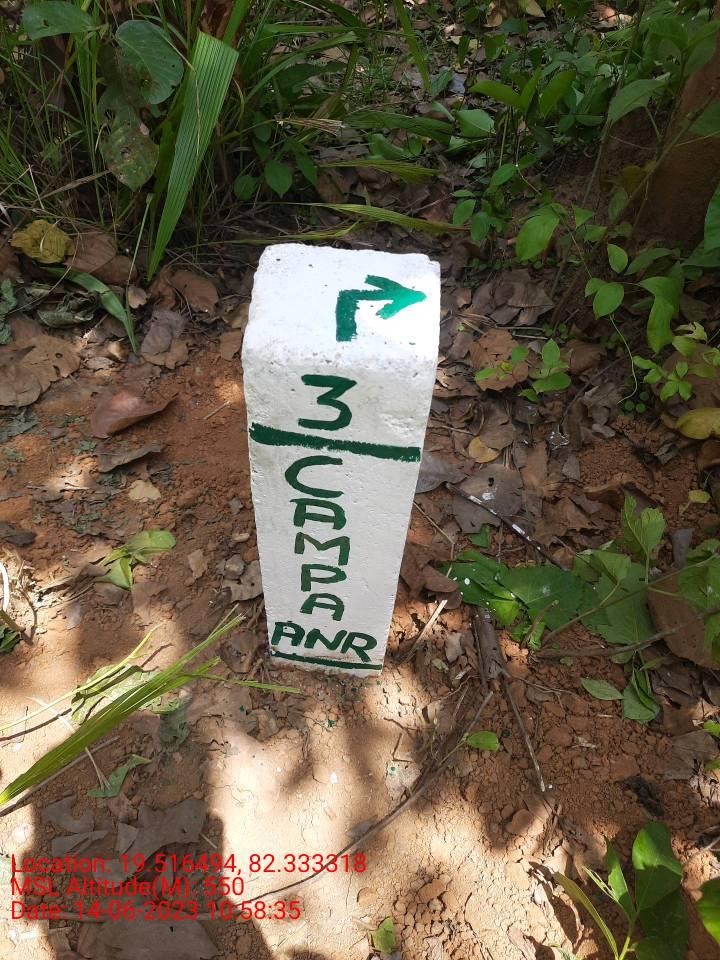 3
CAMPA
ANR
Location: 19.516494, 82.333318
MSL Altitude(M): 550
Date: 14-06-2023 10:58:35